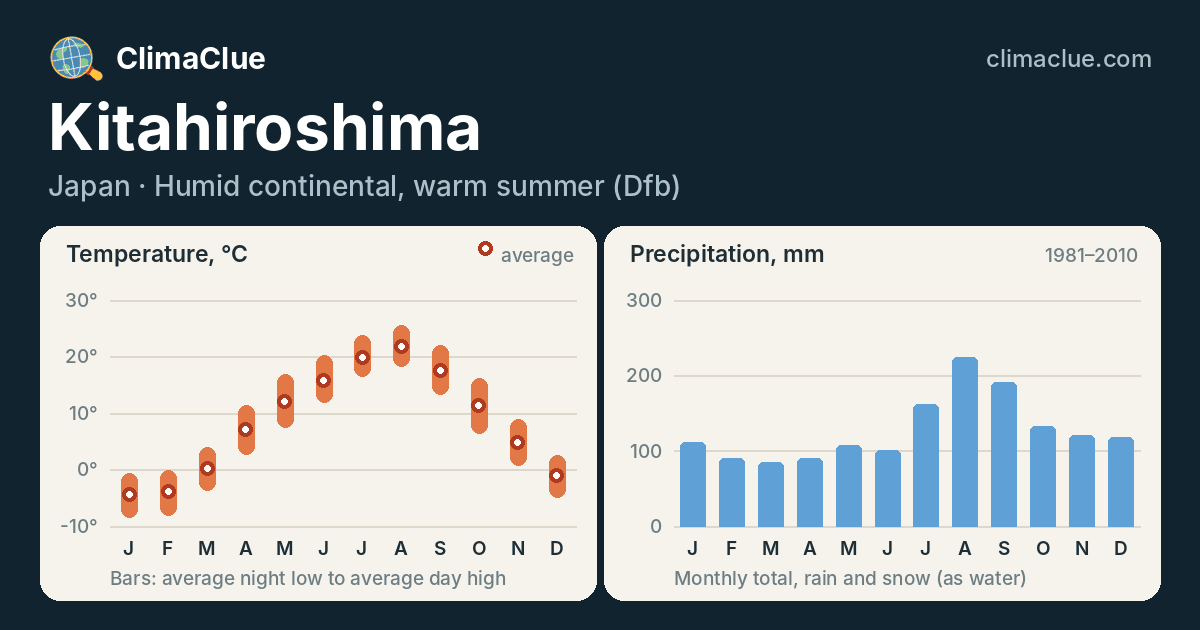 ClimaClue
climaclue.com
Kitahiroshima
Japan · Humid continental, warm summer (Dfb)
Temperature, °C
average
30°
20°
10°
0°
-10°
J F M A M J J A S O N D
Bars: average night low to average day high
Precipitation, mm
1981–2010
300
200
100
0
J F M A M J J A S O N D
Monthly total, rain and snow (as water)